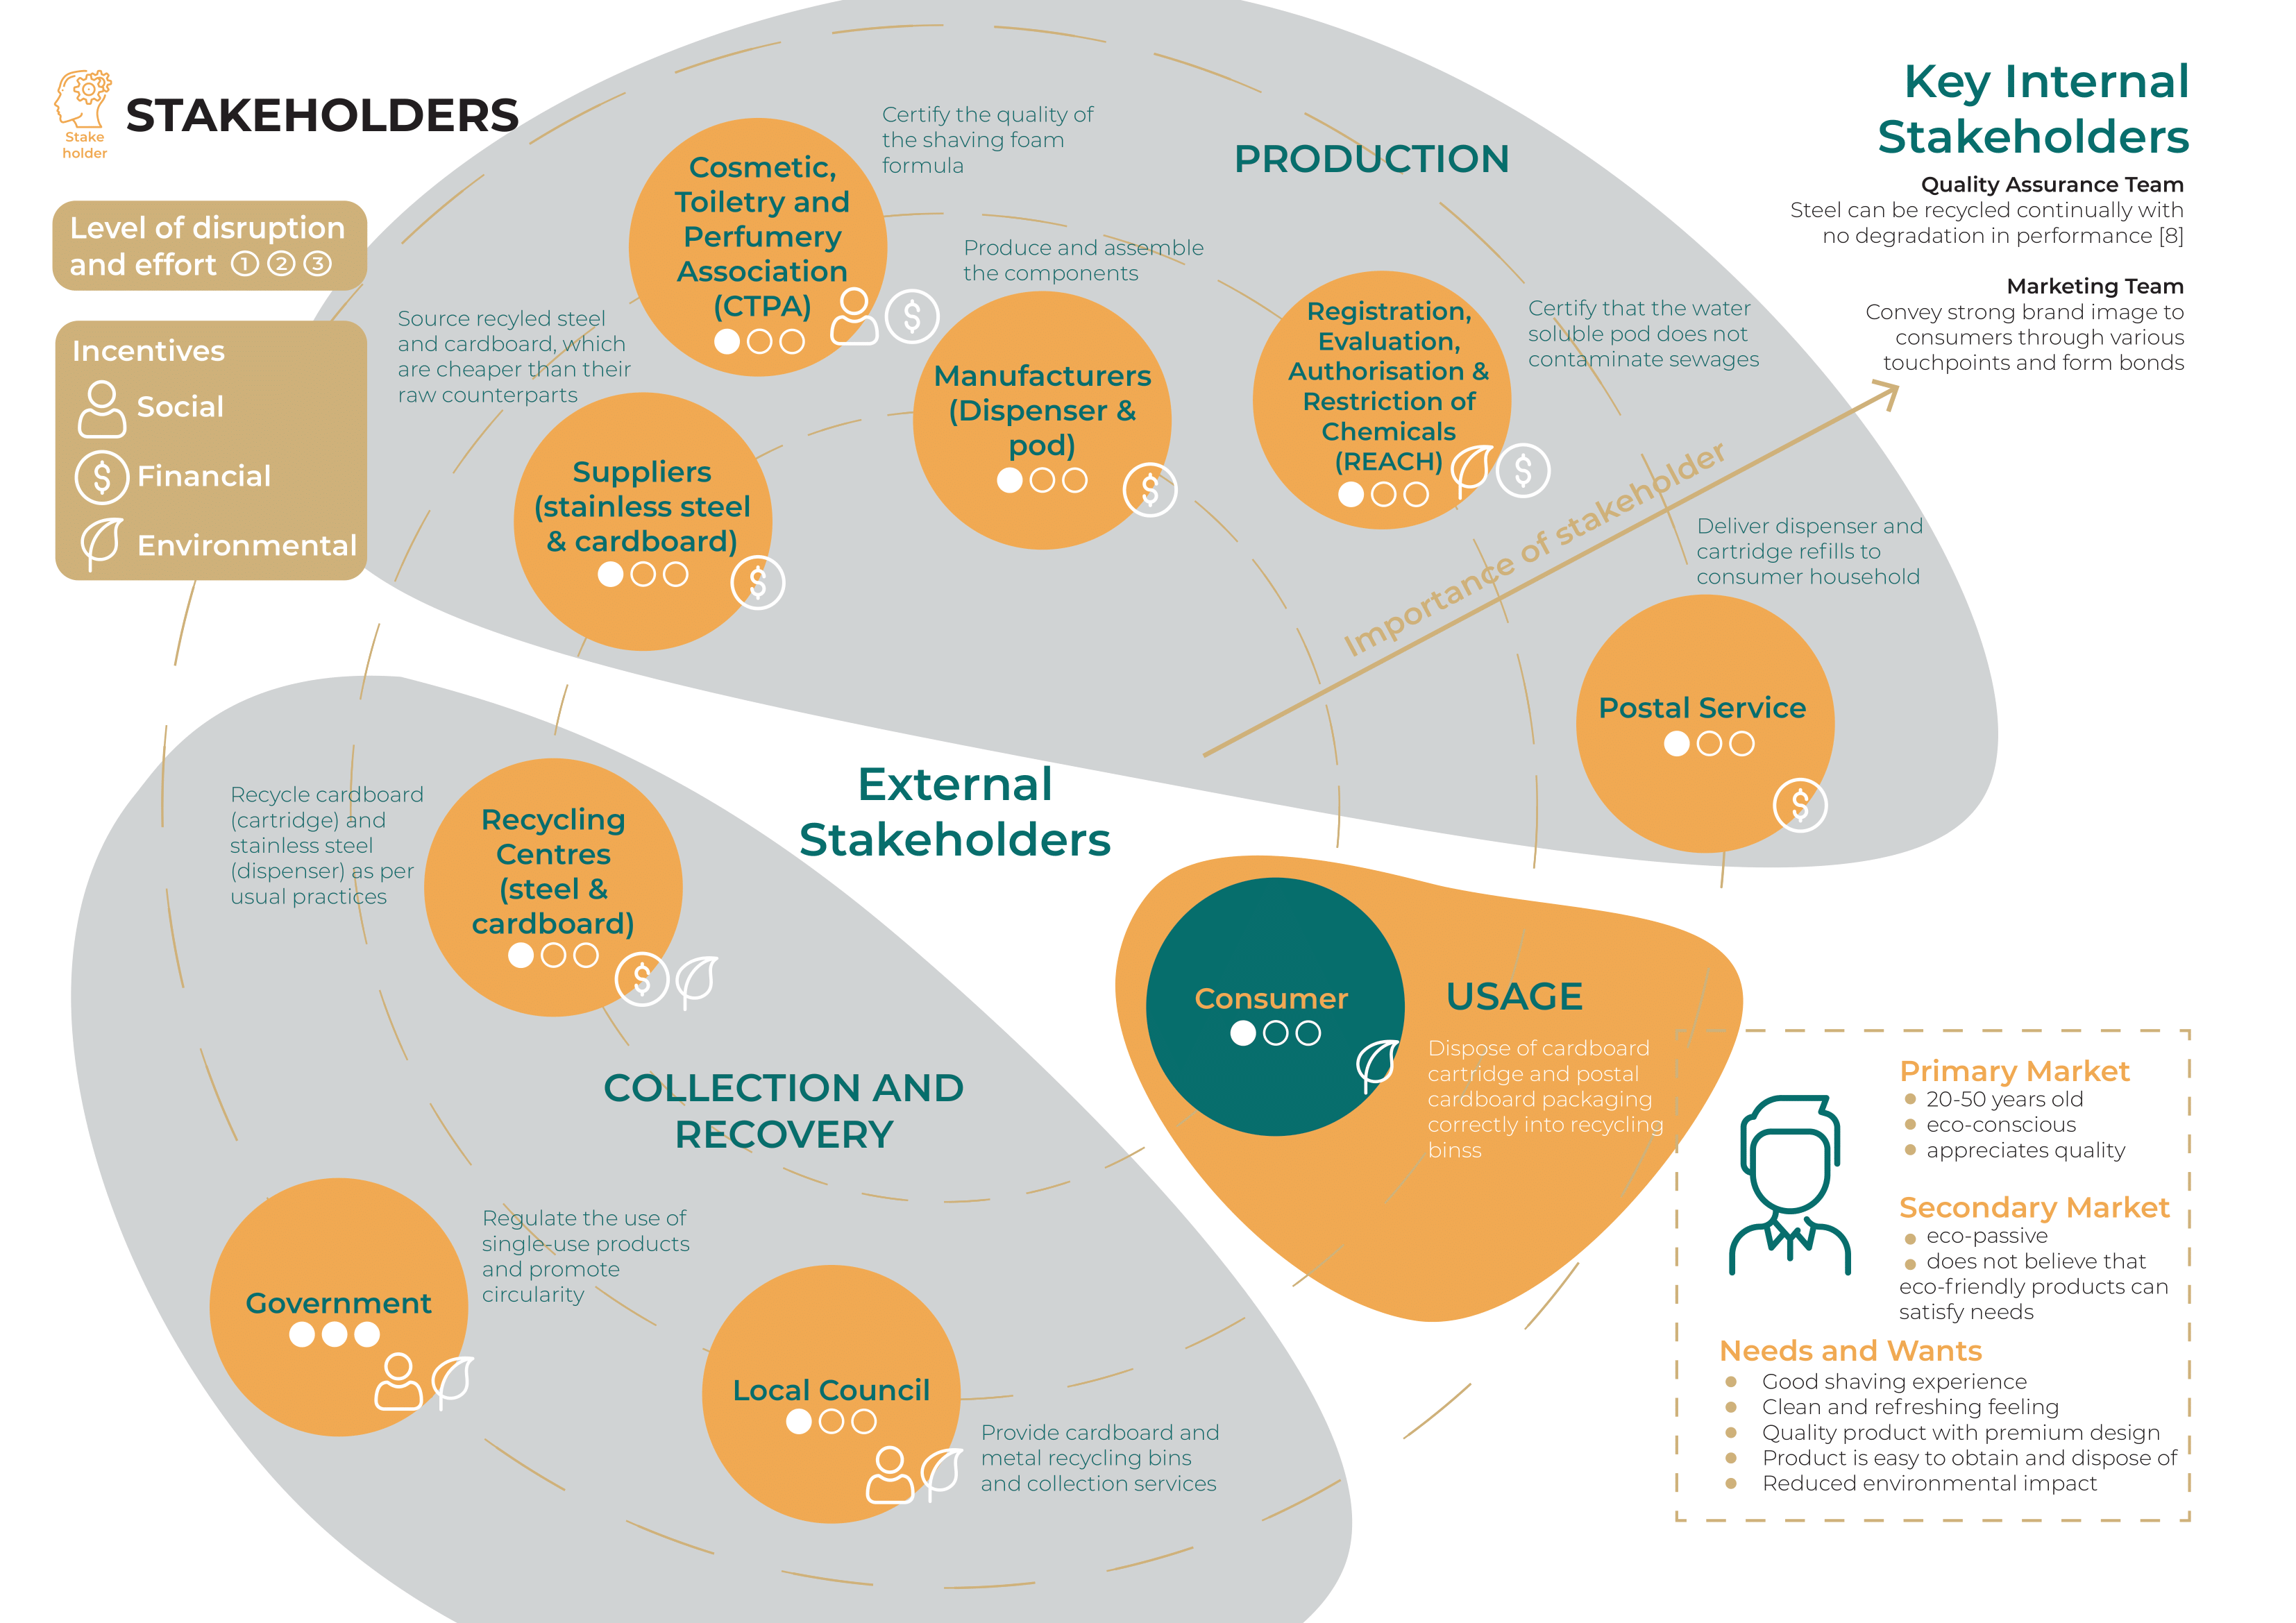 Stake
holder
STAKEHOLDERS
Level of disruption
and effort 1 2 3
Incentives
Social
$ Financial
Environmental
Certify the quality of
the shaving foam
formula
Cosmetic,
Toiletry and
Perfumery
Association
(CTPA)
$
PRODUCTION
Produce and assemble
the components
Manufacturers
(Dispenser &
pod)
$
Source recyled steel
and cardboard, which
are cheaper than their
raw counterparts
Suppliers
(stainless steel
& cardboard)
$
Registration,
Evaluation,
Authorisation &
Restriction of
Chemicals
(REACH)
$
Certify that the water
soluble pod does not
contaminate sewages
Key Internal
Stakeholders
Quality Assurance Team
Steel can be recycled continually with
no degradation in performance [8]
Marketing Team
Convey strong brand image to
consumers through various
touchpoints and form bonds
Importance of stakeholder
Deliver dispenser and
cartridge refills to
consumer household
Postal Service
$
External
Stakeholders
Recycle cardboard
(cartridge) and
stainless steel
(dispenser) as per
usual practices
Recycling
Centres
(steel &
cardboard)
$
COLLECTION AND
RECOVERY
Government
Regulate the use of
single-use products
and promote
circularity
Local Council
Provide cardboard and
metal recycling bins
and collection services
Consumer
USAGE
Dispose of cardboard
cartridge and postal
cardboard packaging
correctly into recycling
binss
Primary Market
20-50 years old
eco-conscious
appreciates quality
Secondary Market
eco-passive
does not believe that
eco-friendly products can
satisfy needs
Needs and Wants
Good shaving experience
Clean and refreshing feeling
Quality product with premium design
Product is easy to obtain and dispose of
Reduced environmental impact